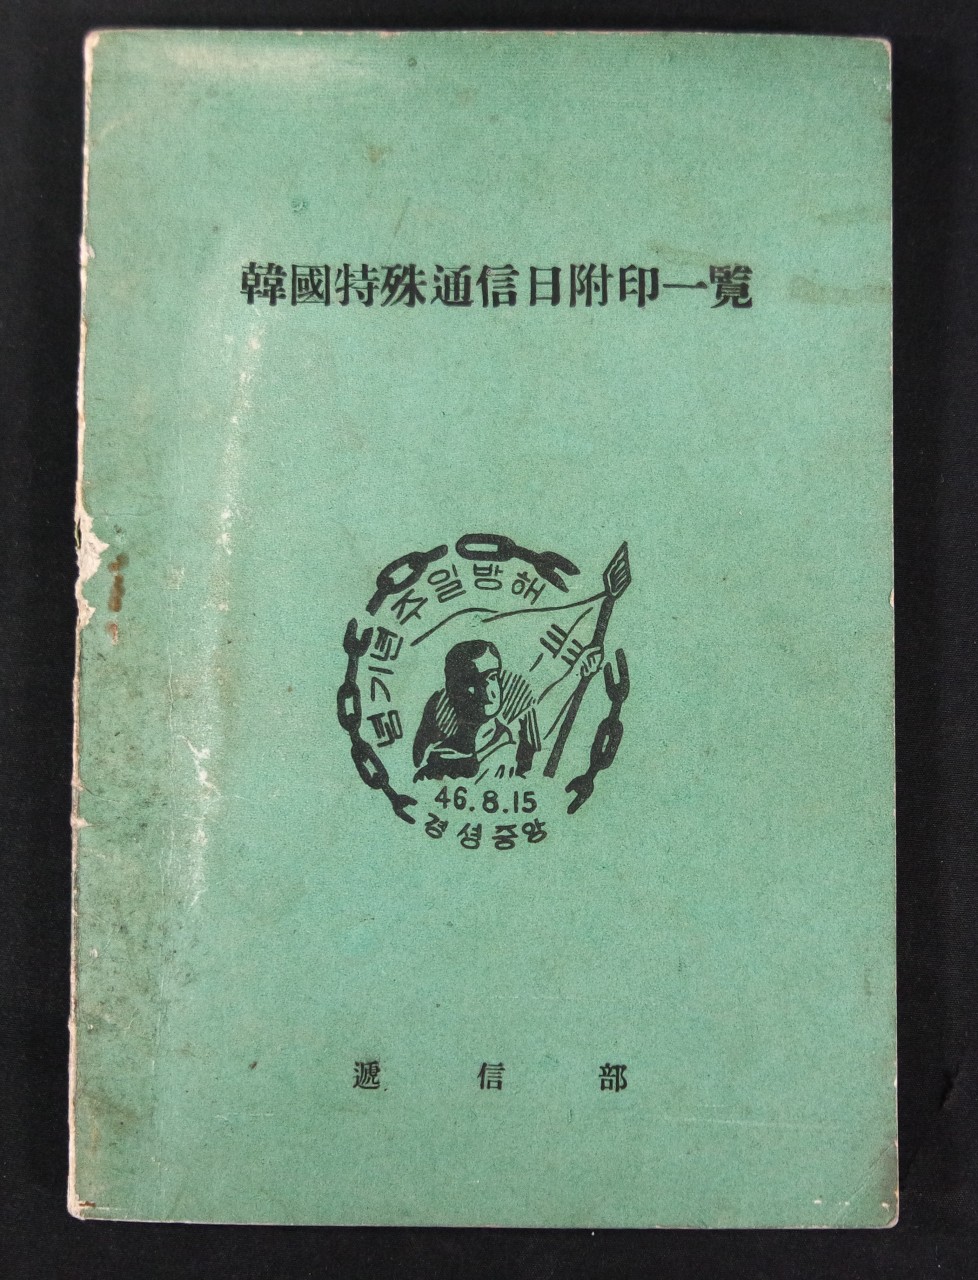 韓國特殊通信日附印一覽
해방일주년기념
46.8.15
경성중앙
遞信部